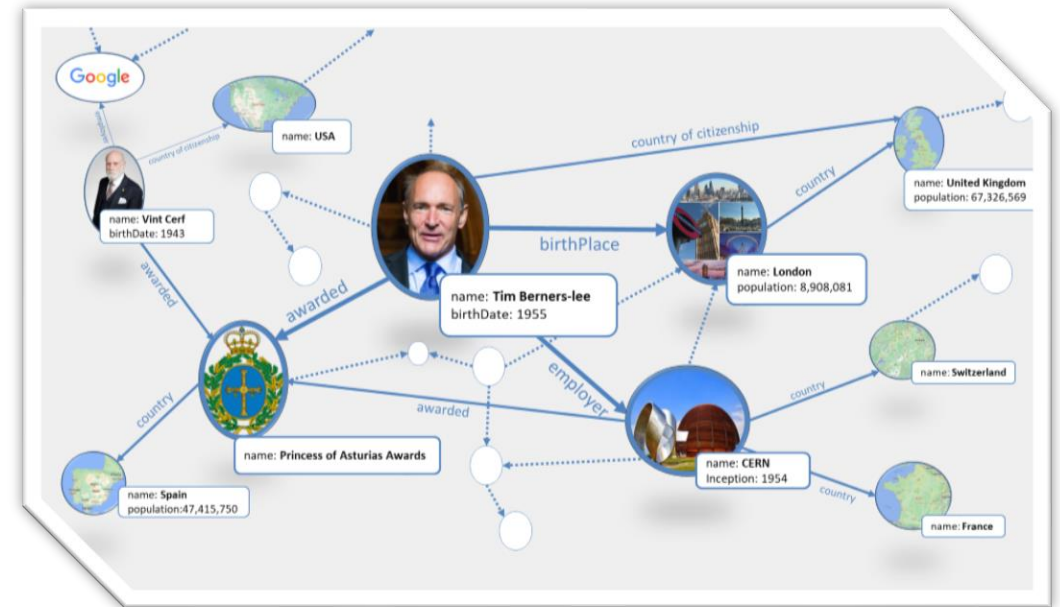 Google
employer
country of citizenship
name: USA
country of citizenship
name: Vint Cerf
birthDate: 1943
country
name: United Kingdom
population: 67,326,569
birthPlace
name: London
population: 8,908,081
awarded
awarded
name: Tim Berners-lee
birthDate: 1955
employer
country
name: Switzerland
awarded
country
name: Princess of Asturias Awards
name: CERN
Inception: 1954
country
name: Spain
population:47,415,750
name: France